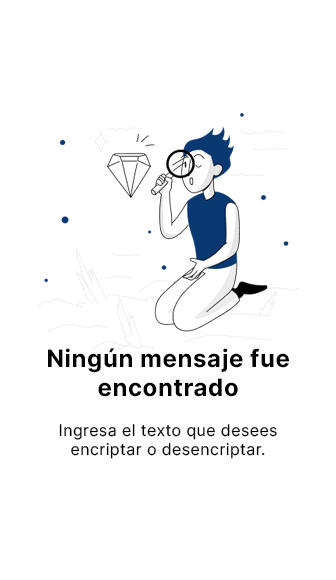 Ningún mensaje fue
encontrado
Ingresa el texto que desees
encriptar o desencriptar.